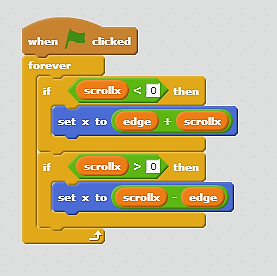 when clicked
forever
if scrollx < 0 then
set x to edge + scrollx
if scrollx > 0 then
set x to scrollx - edge